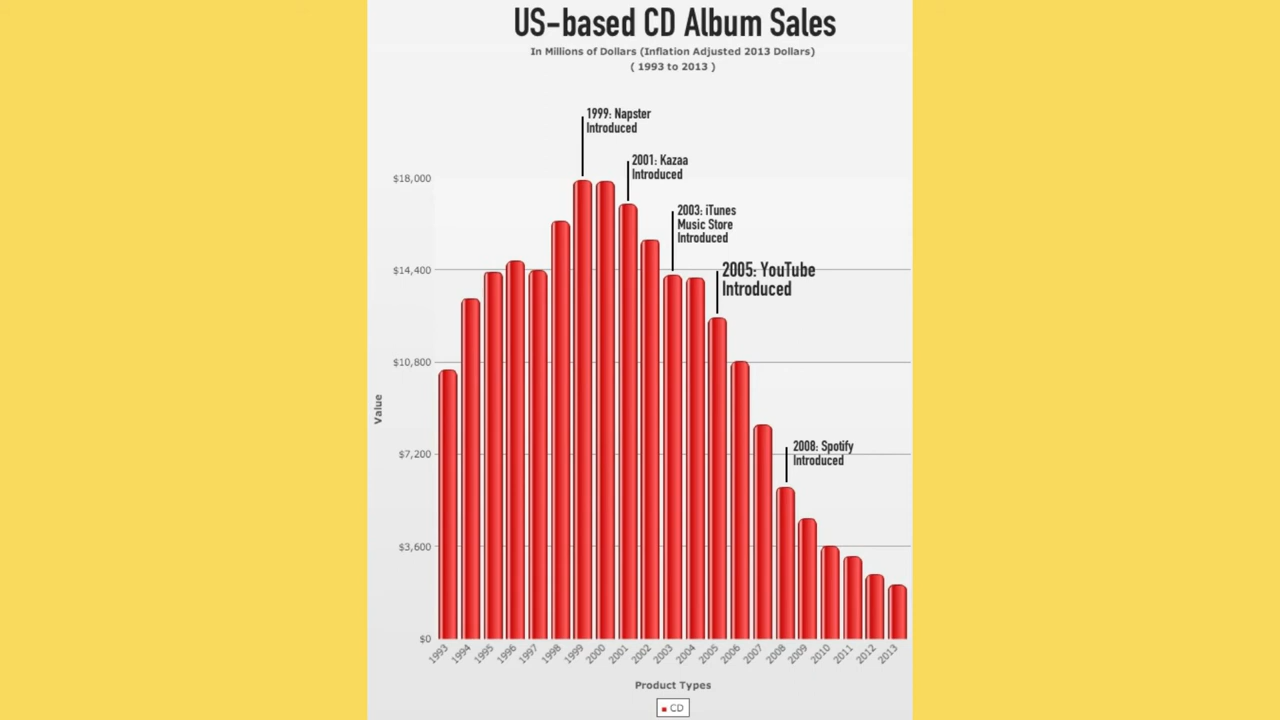 US-based CD Album Sales
In Millions of Dollars (Inflation Adjusted 2013 Dollars)
( 1993 to 2013 )
1999: Napster
Introduced
2001: Kazaa
Introduced
2003: iTunes
Music Store
Introduced
2005: YouTube
Introduced
2008: Spotify
Introduced
$18,000
$14,400
$10,800
$7,200
$3,600
$0
Value
1993 1994 1995 1996 1997 1998 1999 2000 2001 2002 2003 2004 2005 2006 2007 2008 2009 2010 2011 2012 2013
Product Types
CD